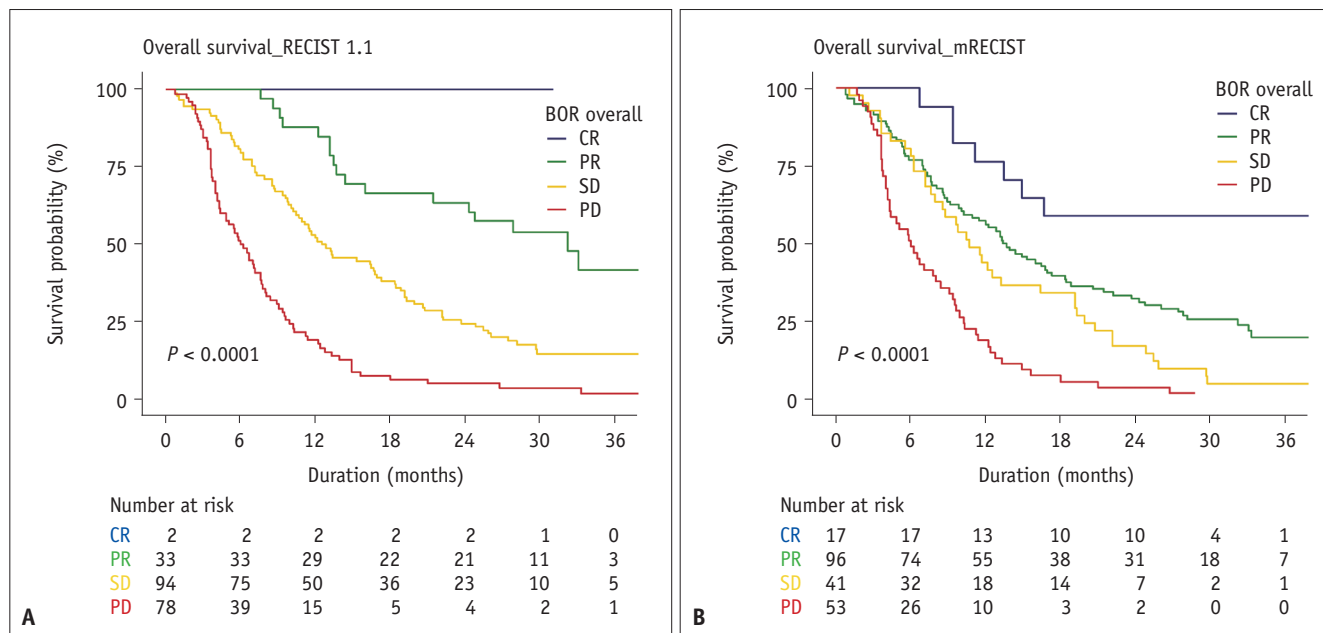 Overall survival_RECIST 1.1
100
75
50
25
0
Survival probability (%)
BOR overall
CR
PR
SD
PD
P < 0.0001
0 6 12 18 24 30 36
Duration (months)
Number at risk
CR 2 2 2 2 2 1 0
PR 33 33 29 22 21 11 3
SD 94 75 50 36 23 10 5
PD 78 39 15 5 4 2 1
A
Overall survival_mRECIST
100
75
50
25
0
Survival probability (%)
BOR overall
CR
PR
SD
PD
P < 0.0001
0 6 12 18 24 30 36
Duration (months)
Number at risk
CR 17 17 13 10 10 4 1
PR 96 74 55 38 31 18 7
SD 41 32 18 14 7 2 1
PD 53 26 10 3 2 0 0
B